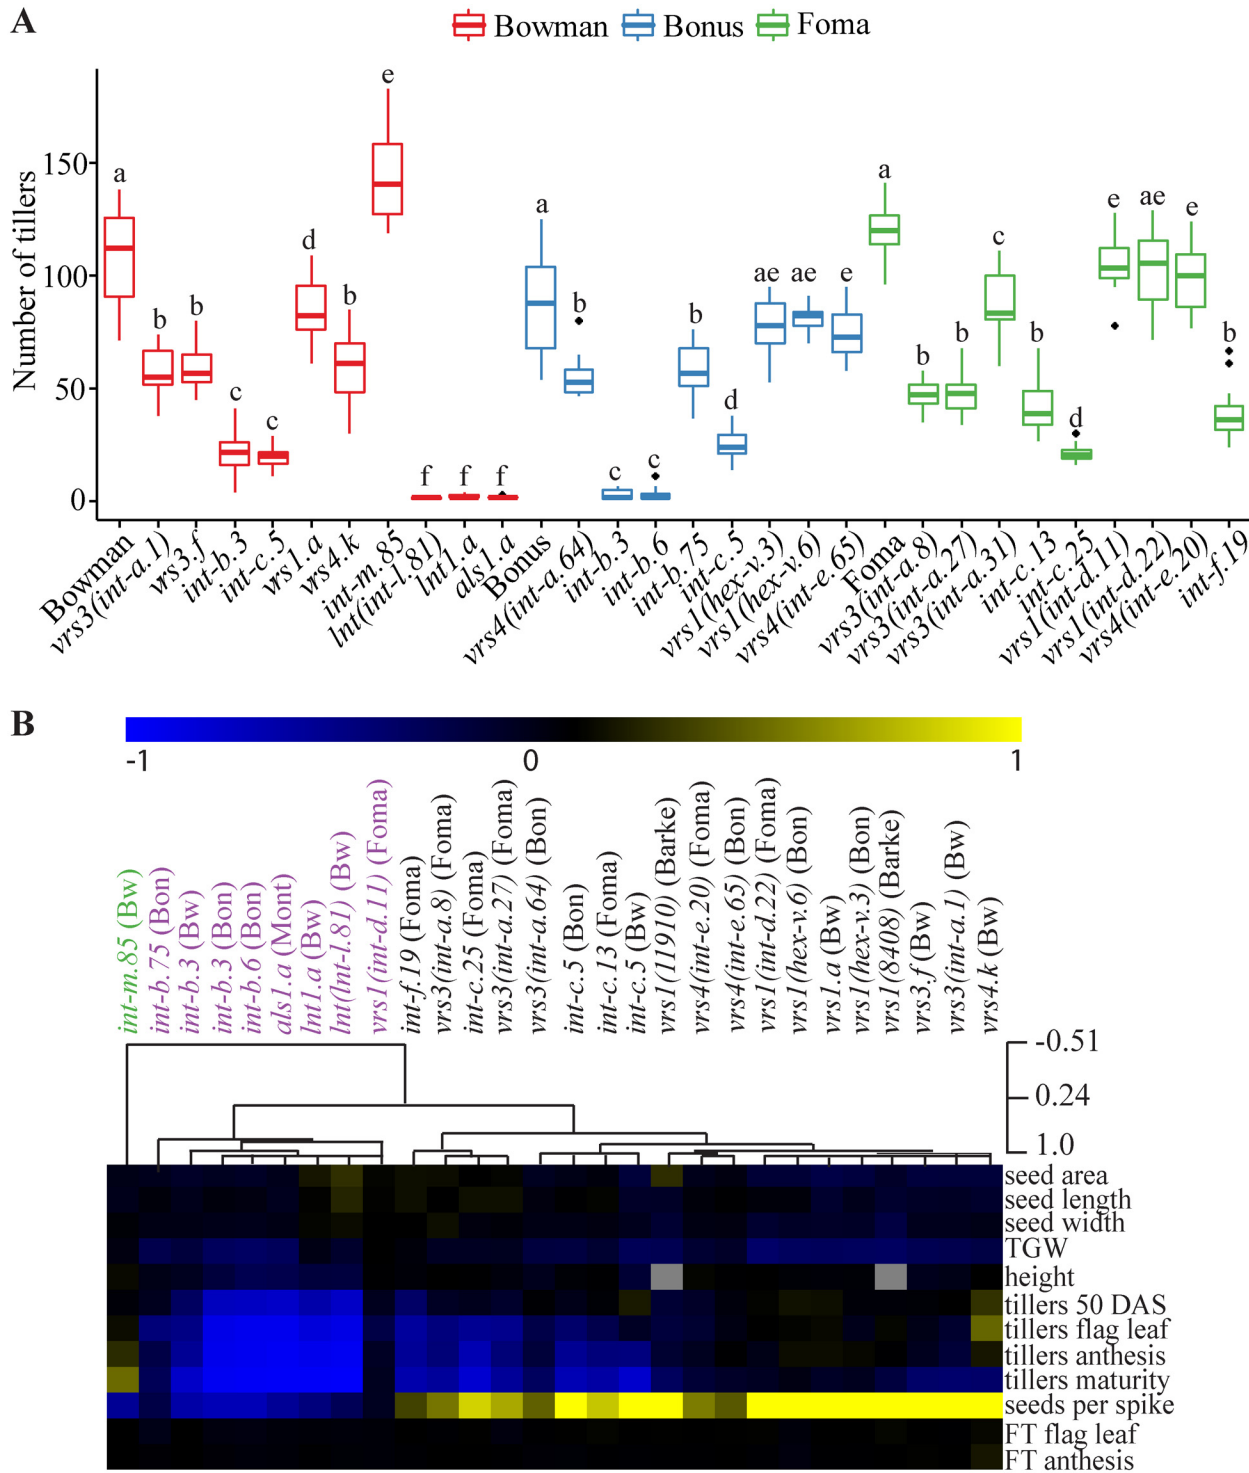 A
Bowman Bonus Foma
Number of tillers
150
100
50
0
e
a
b
b
c
c
d
b
f
f
f
a
b
c
c
b
d
ae
ae
e
a
b
b
c
b
d
e
ae
e
b
Bowman
vrs3(int-a.1)
vrs3.f
int-b.3
int-c.5
vrs1.a
vrs4.k
int-m.85
lnt(int-l.81)
lnt1.a
als1.a
Bonus
vrs4(int-a.64)
int-b.3
int-b.6
int-b.75
int-c.5
vrs1(hex-v.3)
vrs1(hex-v.6)
vrs4(int-e.65)
Foma
vrs3(int-a.8)
vrs3(int-a.27)
vrs3(int-a.31)
int-c.13
int-c.25
vrs1(int-d.11)
vrs1(int-d.22)
vrs4(int-e.20)
int-f.19
B
-1 0 1
int-m.85 (Bw)
int-b.75 (Bon)
int-b.3 (Bw)
int-b.3 (Bon)
int-b.6 (Bon)
als1.a (Mont)
lnt1.a (Bw)
lnt(lnt-l.81) (Bw)
vrs1(int-d.11) (Foma)
int-f.19 (Foma)
vrs3(int-a.8) (Foma)
int-c.25 (Foma)
vrs3(int-a.27) (Foma)
vrs3(int-a.64) (Bon)
int-c.5 (Bon)
int-c.13 (Foma)
int-c.5 (Bw)
vrs1(11910) (Barke)
vrs4(int-e.20) (Foma)
vrs4(int-e.65) (Bon)
vrs1(int-d.22) (Foma)
vrs1(hex-v.6) (Bon)
vrs1.a (Bw)
vrs1(hex-v.3) (Bon)
vrs1(8408) (Barke)
vrs3.f (Bw)
vrs3(int-a.1) (Bw)
vrs4.k (Bw)
-0.51
0.24
1.0
seed area
seed length
seed width
TGW
height
tillers 50 DAS
tillers flag leaf
tillers anthesis
tillers maturity
seeds per spike
FT flag leaf
FT anthesis